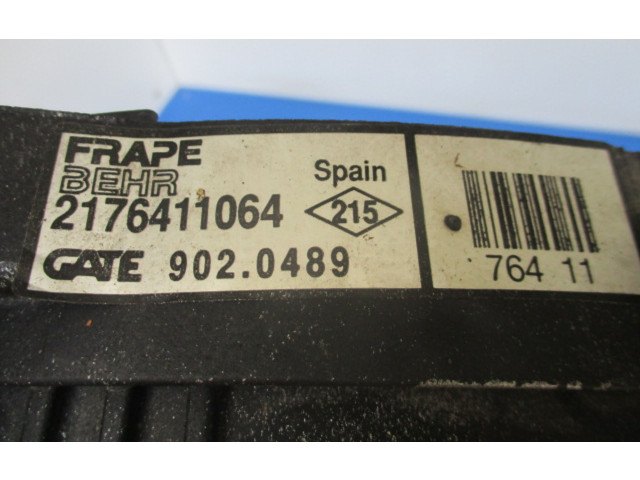 FRAPE
BEHR
Spain
2176411064
215
GATE 902.0489
764 11